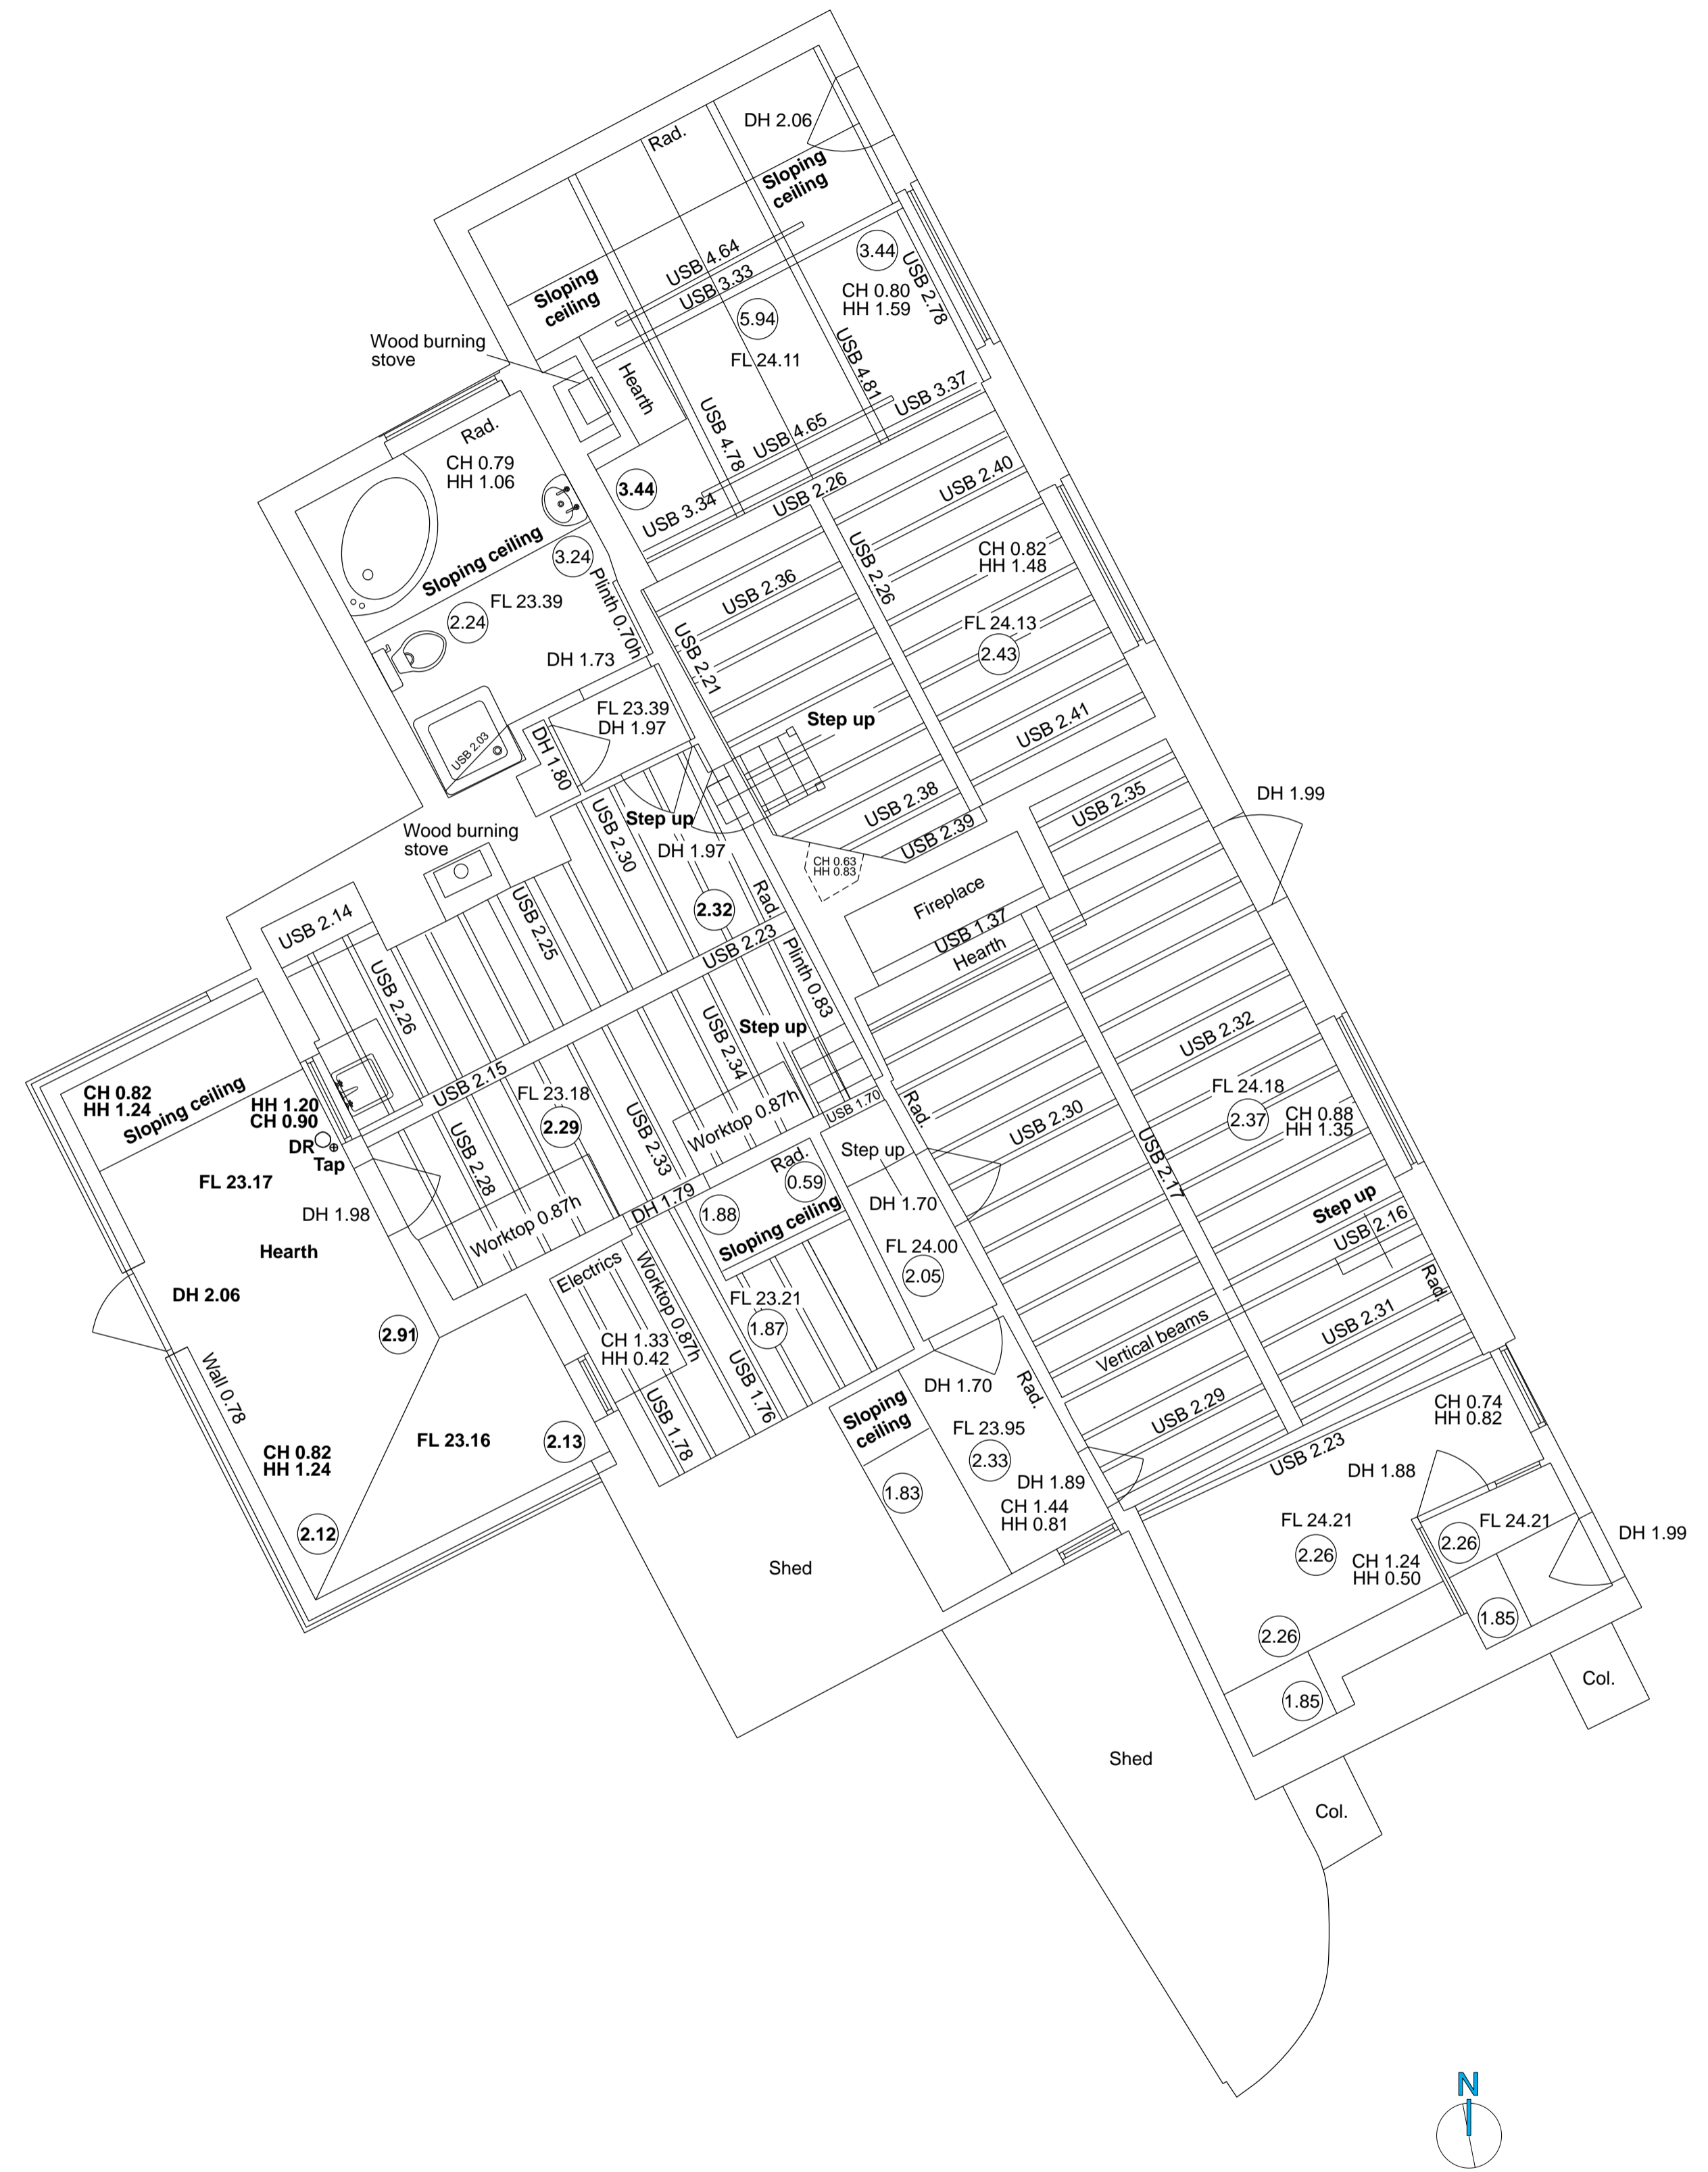 DH 2.06
Rad.
Sloping
ceiling
USB 4.64
USB 3.33
3.44
USB 2.78
CH 0.80
HH 1.59
Sloping
ceiling
5.94
FL 24.11
USB 4.81
Wood burning
stove
Hearth
USB 3.37
USB 4.78
USB 4.65
Rad.
CH 0.79
HH 1.06
3.44
USB 3.34
USB 2.26
USB 2.40
Sloping ceiling
3.24
CH 0.82
HH 1.48
USB 2.26
USB 2.36
FL 23.39
2.24
Plinth 0.70h
FL 24.13
2.43
USB 2.21
DH 1.73
FL 23.39
DH 1.97
Step up
USB 2.41
USB 2.03
DH 1.80
USB 2.38
USB 2.35
DH 1.99
Wood burning
stove
USB 2.30
Step up
DH 1.97
USB 2.39
CH 0.63
HH 0.83
Fireplace
USB 2.14
USB 2.25
2.32
Rad.
USB 1.37
Hearth
USB 2.23
Plinth 0.83
USB 2.26
Step up
USB 2.34
USB 2.32
CH 0.82
HH 1.24
Sloping ceiling
HH 1.20
CH 0.90
DR
Tap
USB 2.15
FL 23.18
2.29
Worktop 0.87h
USB 1.70
Rad.
USB 2.30
FL 24.18
2.37
CH 0.88
HH 1.35
USB 2.33
USB 2.28
Step up
Rad.
0.59
USB 2.17
FL 23.17
DH 1.98
Worktop 0.87h
DH 1.79
1.88
Sloping ceiling
DH 1.70
Step up
USB 2.16
Hearth
FL 24.00
2.05
DH 2.06
Electrics
Worktop 0.87h
FL 23.21
1.87
Rad.
USB 2.31
2.91
CH 1.33
HH 0.42
Vertical beams
Wall 0.78
USB 1.76
DH 1.70
Rad.
USB 1.78
Sloping
ceiling
USB 2.29
CH 0.74
HH 0.82
CH 0.82
HH 1.24
FL 23.16
2.13
FL 23.95
2.33
USB 2.23
DH 1.88
1.83
DH 1.89
CH 1.44
HH 0.81
2.12
FL 24.21
2.26
FL 24.21
2.26
DH 1.99
CH 1.24
HH 0.50
Shed
2.26
1.85
1.85
Col.
Shed
Col.
N